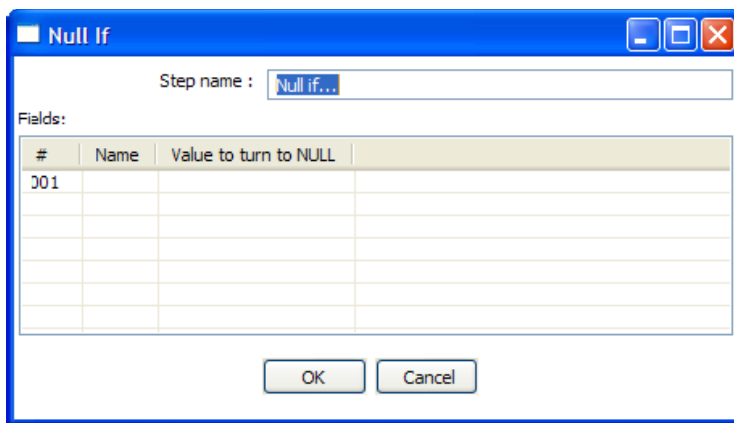 Null If
Step name : Null if...
Fields:
# Name Value to turn to NULL
001
OK Cancel